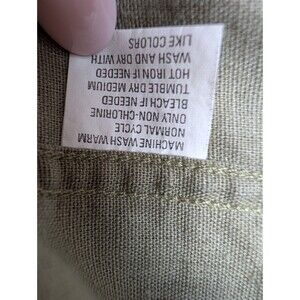 MACHINE WASH WARM
NORMAL CYCLE
ONLY NON-CHLORINE
BLEACH IF NEEDED
TUMBLE DRY MEDIUM
HOT IRON IF NEEDED
WASH AND DRY WITH
LIKE COLORS